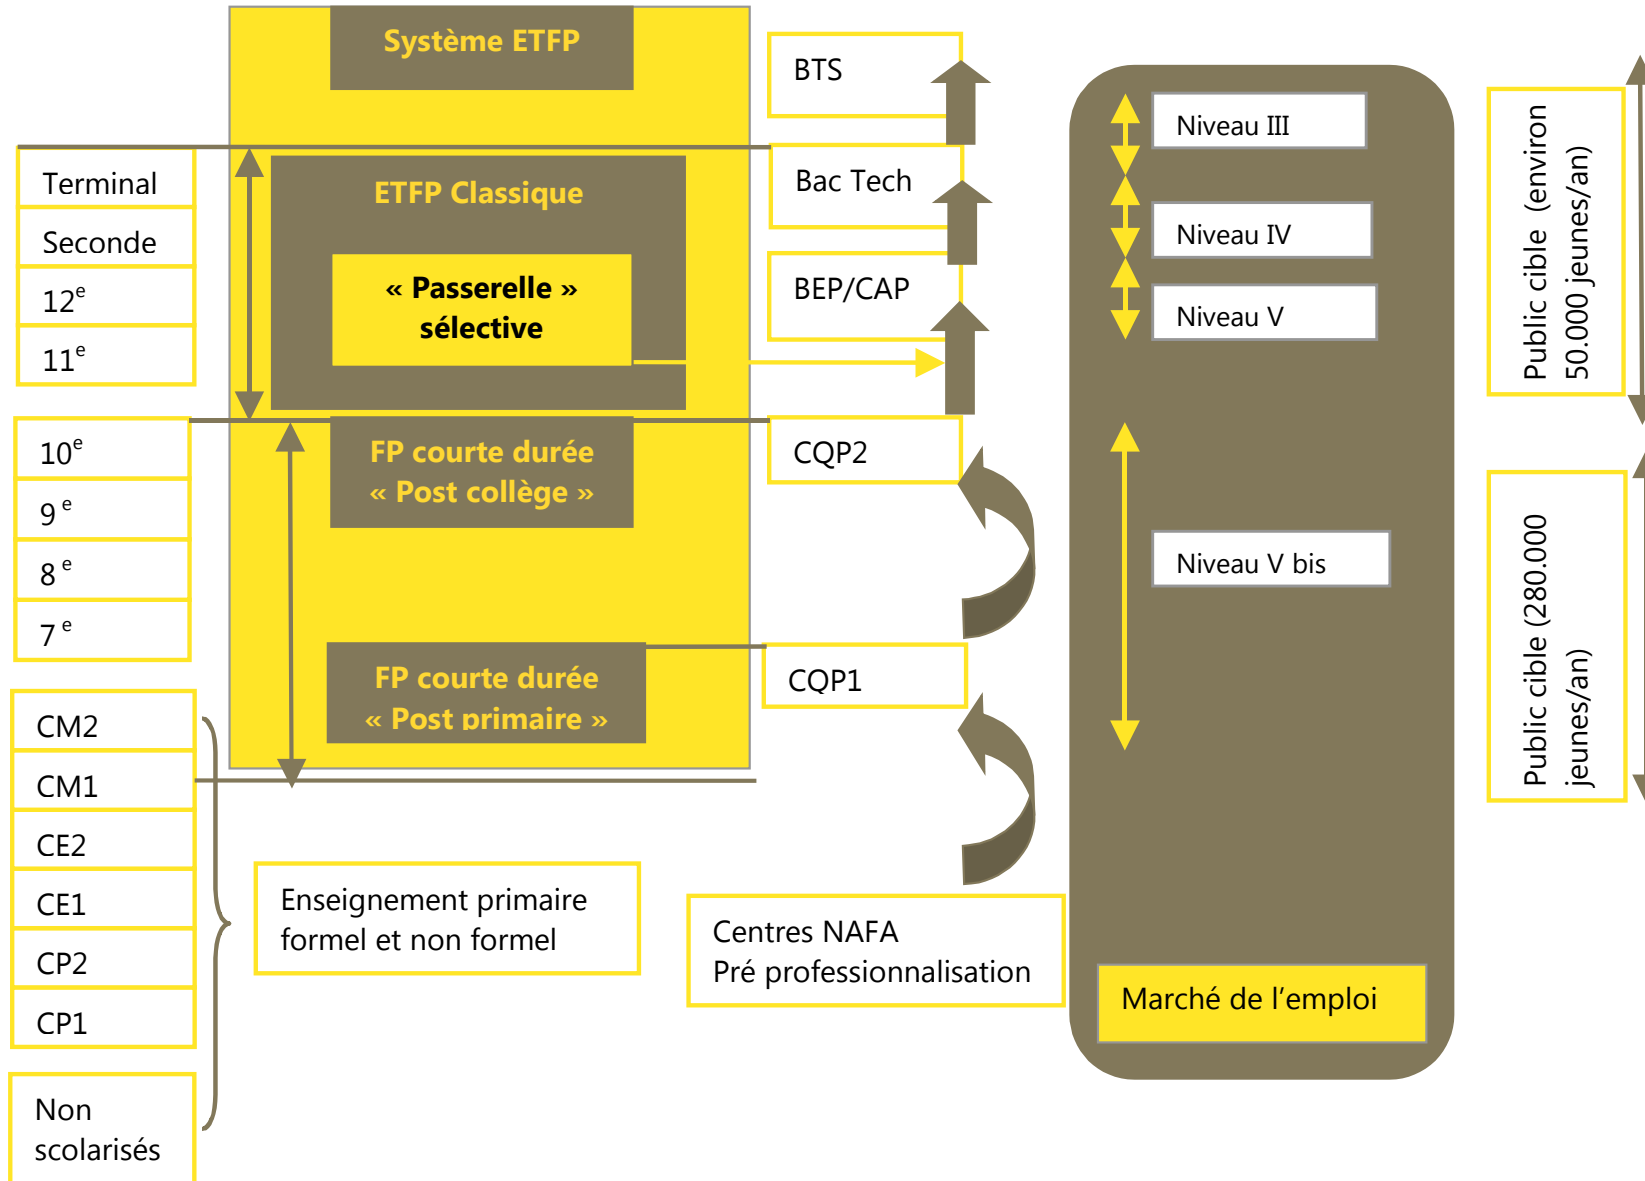 Système ETFP
ETFP Classique
« Passerelle »
sélective
FP courte durée
« Post collège »
FP courte durée
« Post primaire »
Terminal
Seconde
12e
11e
10e
9 e
8 e
7 e
CM2
CM1
CE2
CE1
CP2
CP1
Non
scolarisés
Enseignement primaire
formel et non formel
BTS
Bac Tech
BEP/CAP
CQP2
CQP1
Centres NAFA
Pré professionnalisation
Niveau III
Niveau IV
Niveau V
Niveau V bis
Marché de l’emploi
Public cible (environ
50.000 jeunes/an)
Public cible (280.000
jeunes/an)